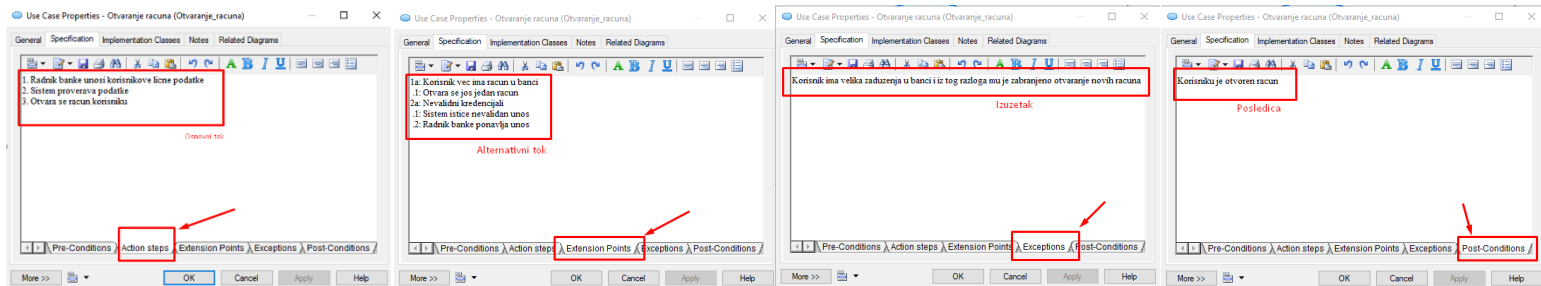 Use Case Properties - Otvaranje racuna (Otvaranje_racuna)
General Specification Implementation Classes Notes Related Diagrams
A B I U
1. Radnik banke unosi korisnikove licne podatke
2. Sistem proverava podatke
3. Otvara se racun korisniku
Osnovni tok
Pre-Conditions Action steps Extension Points Exceptions Post-Conditions
More >> OK Cancel Apply Help
Use Case Properties - Otvaranje racuna (Otvaranje_racuna)
General Specification Implementation Classes Notes Related Diagrams
A B I U
1a: Korisnik vec ima racun u banci
.1: Otvara se jos jedan racun
2a: Nevalidni kredencijali
.1: Sistem istice nevalidan unos
.2: Radnik banke ponavlja unos
Alternativni tok
Pre-Conditions Action steps Extension Points Exceptions Post-Conditions
More >> OK Cancel Apply Help
Use Case Properties - Otvaranje racuna (Otvaranje_racuna)
General Specification Implementation Classes Notes Related Diagrams
A B I U
Korisnik ima velika zaduzenja u banci i iz tog razloga mu je zabranjeno otvaranje novih racuna
Izuzetak
Pre-Conditions Action steps Extension Points Exceptions Post-Conditions
More >> OK Cancel Apply Help
Use Case Properties - Otvaranje racuna (Otvaranje_racuna)
General Specification Implementation Classes Notes Related Diagrams
A B I U
Korisniku je otvoren racun
Posledica
Pre-Conditions Action steps Extension Points Exceptions Post-Conditions
More >> OK Cancel Apply Help